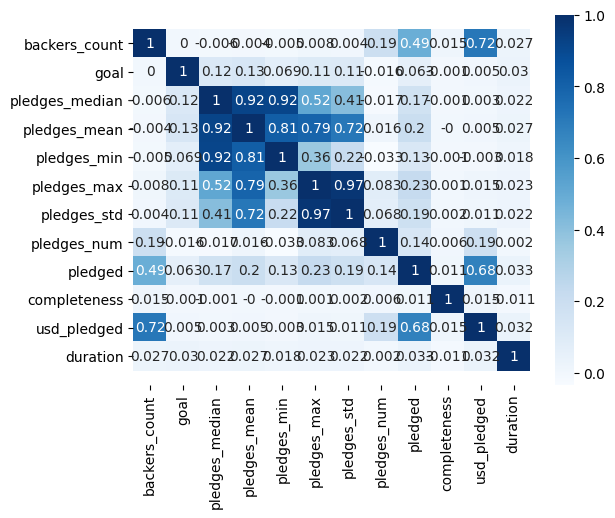 backers_count 1 0 -0.006 -0.004 -0.005 0.008 0.004 0.19 0.49 0.015 0.72 0.027
goal 0 1 0.12 0.13 0.069 0.11 0.11 -0.016 0.063 -0.001 0.005 0.03
pledges_median -0.006 0.12 1 0.92 0.92 0.52 0.41 -0.017 0.17 -0.001 0.003 0.022
pledges_mean -0.004 0.13 0.92 1 0.81 0.79 0.72 0.016 0.2 -0 0.005 0.027
pledges_min -0.005 0.069 0.92 0.81 1 0.36 0.22 -0.033 0.13 -0.001 -0.003 0.018
pledges_max 0.008 0.11 0.52 0.79 0.36 1 0.97 0.083 0.23 0.001 0.015 0.023
pledges_std 0.004 0.11 0.41 0.72 0.22 0.97 1 0.068 0.19 0.002 0.011 0.022
pledges_num 0.19 -0.016 -0.017 0.016 -0.033 0.083 0.068 1 0.14 0.006 0.19 0.002
pledged 0.49 0.063 0.17 0.2 0.13 0.23 0.19 0.14 1 0.011 0.68 0.033
completeness 0.015 -0.001 -0.001 -0 -0.001 0.001 0.002 0.006 0.011 1 0.015 -0.011
usd_pledged 0.72 0.005 0.003 0.005 -0.003 0.015 0.011 0.19 0.68 0.015 1 0.032
duration 0.027 0.03 0.022 0.027 0.018 0.023 0.022 0.002 0.033 -0.011 0.032 1
backers_count
goal
pledges_median
pledges_mean
pledges_min
pledges_max
pledges_std
pledges_num
pledged
completeness
usd_pledged
duration
1.0
0.8
0.6
0.4
0.2
0.0